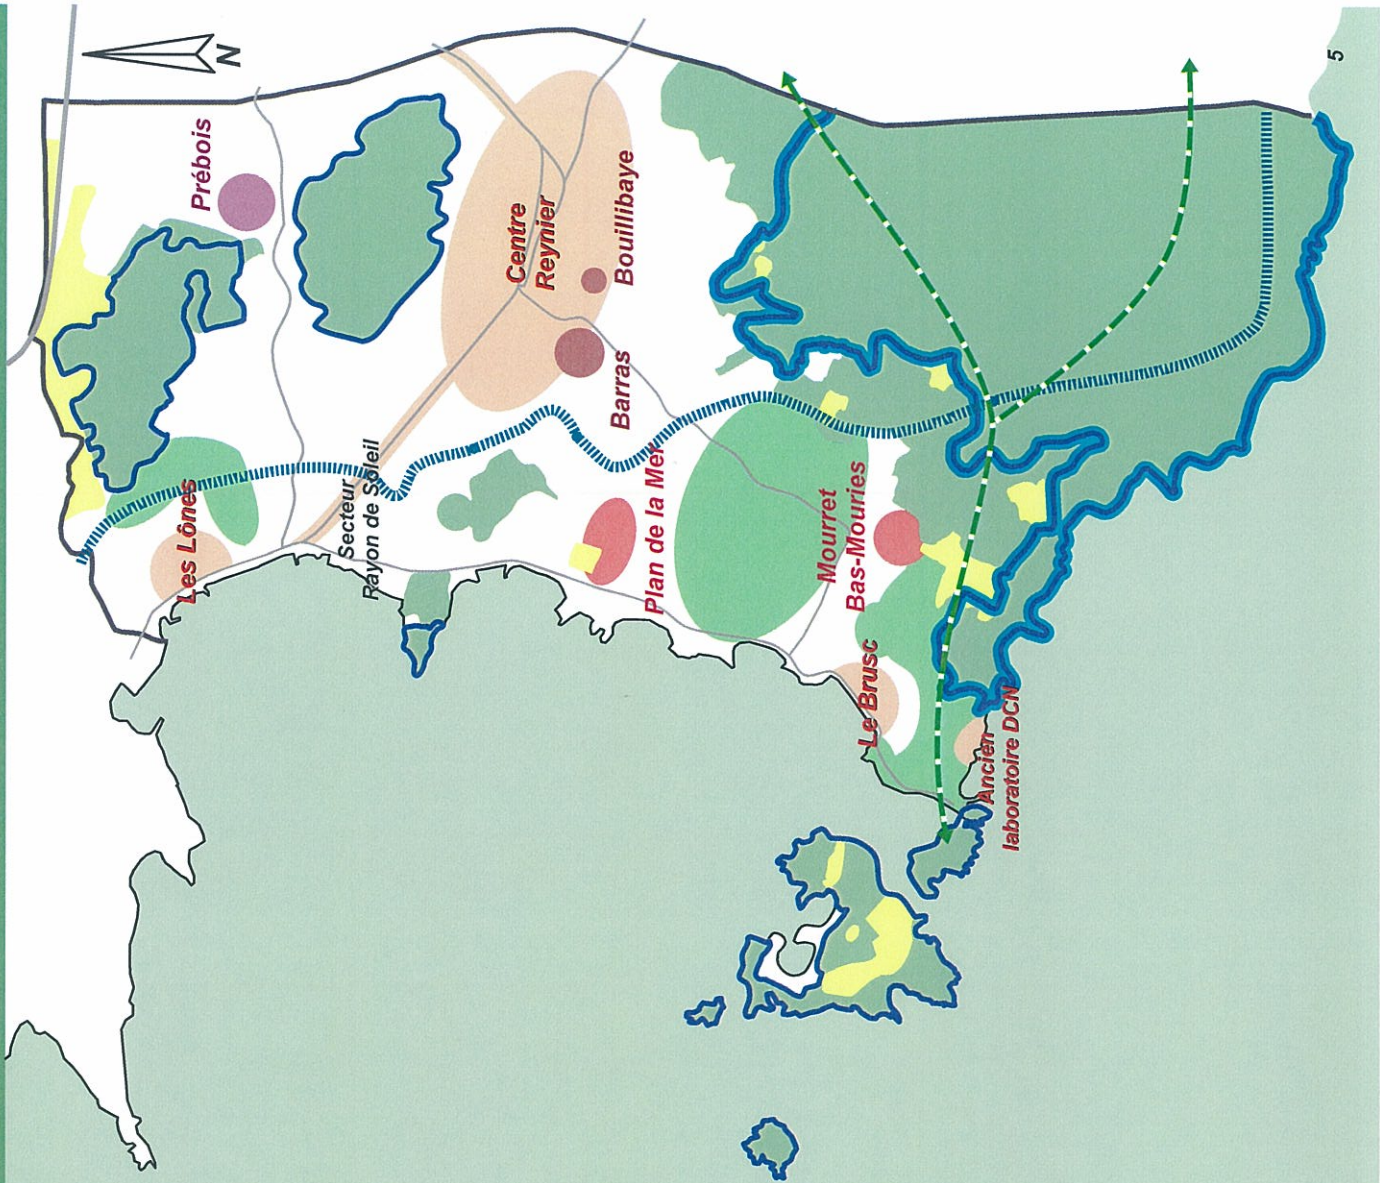 N
5
Prébois
Centre
Reynier
Bouillibaye
Barras
Les Lônes
Secteur
Rayon de Soleil
Plan de la Mer
Mourret
Bas-Mouries
Le Brusc
Ancien
laboratoire DCN